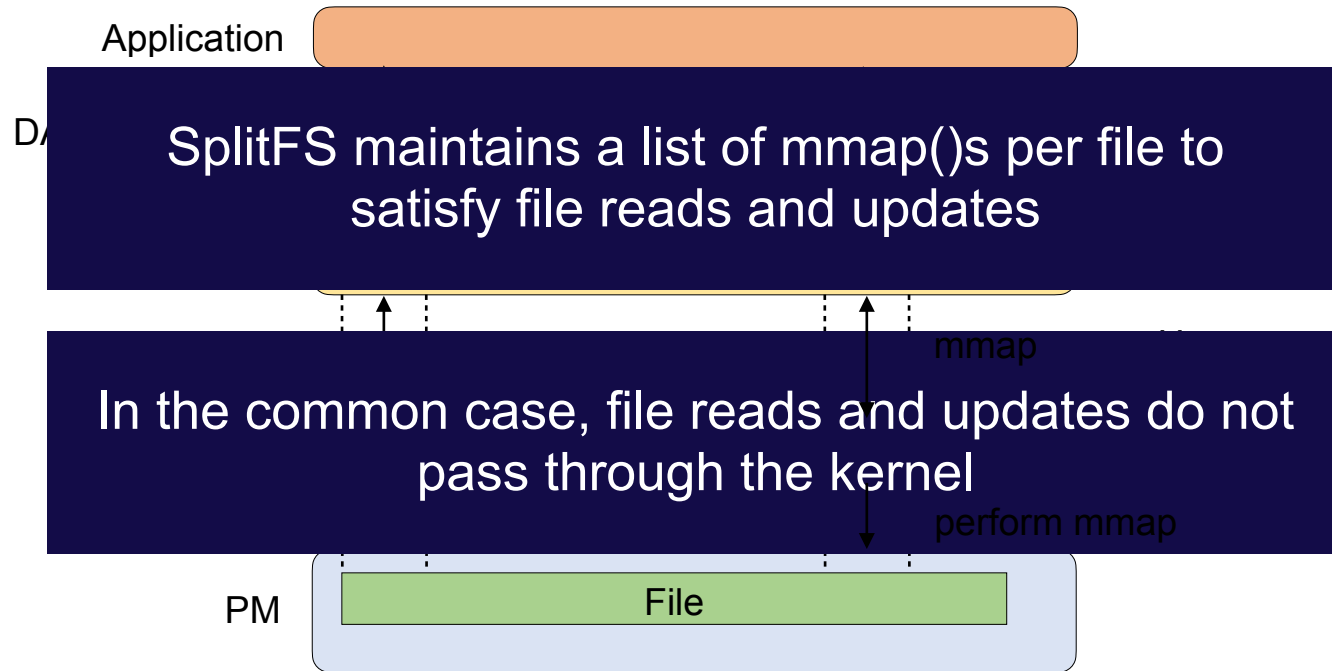 Application
SplitFS maintains a list of mmap()s per file to
satisfy file reads and updates
mmap
In the common case, file reads and updates do not
pass through the kernel
perform mmap
File
PM